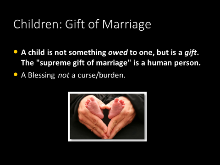 Children: Gift of Marriage
A child is not something owed to one, but is a gift.
The "supreme gift of marriage" is a human person.
A Blessing not a curse/burden.